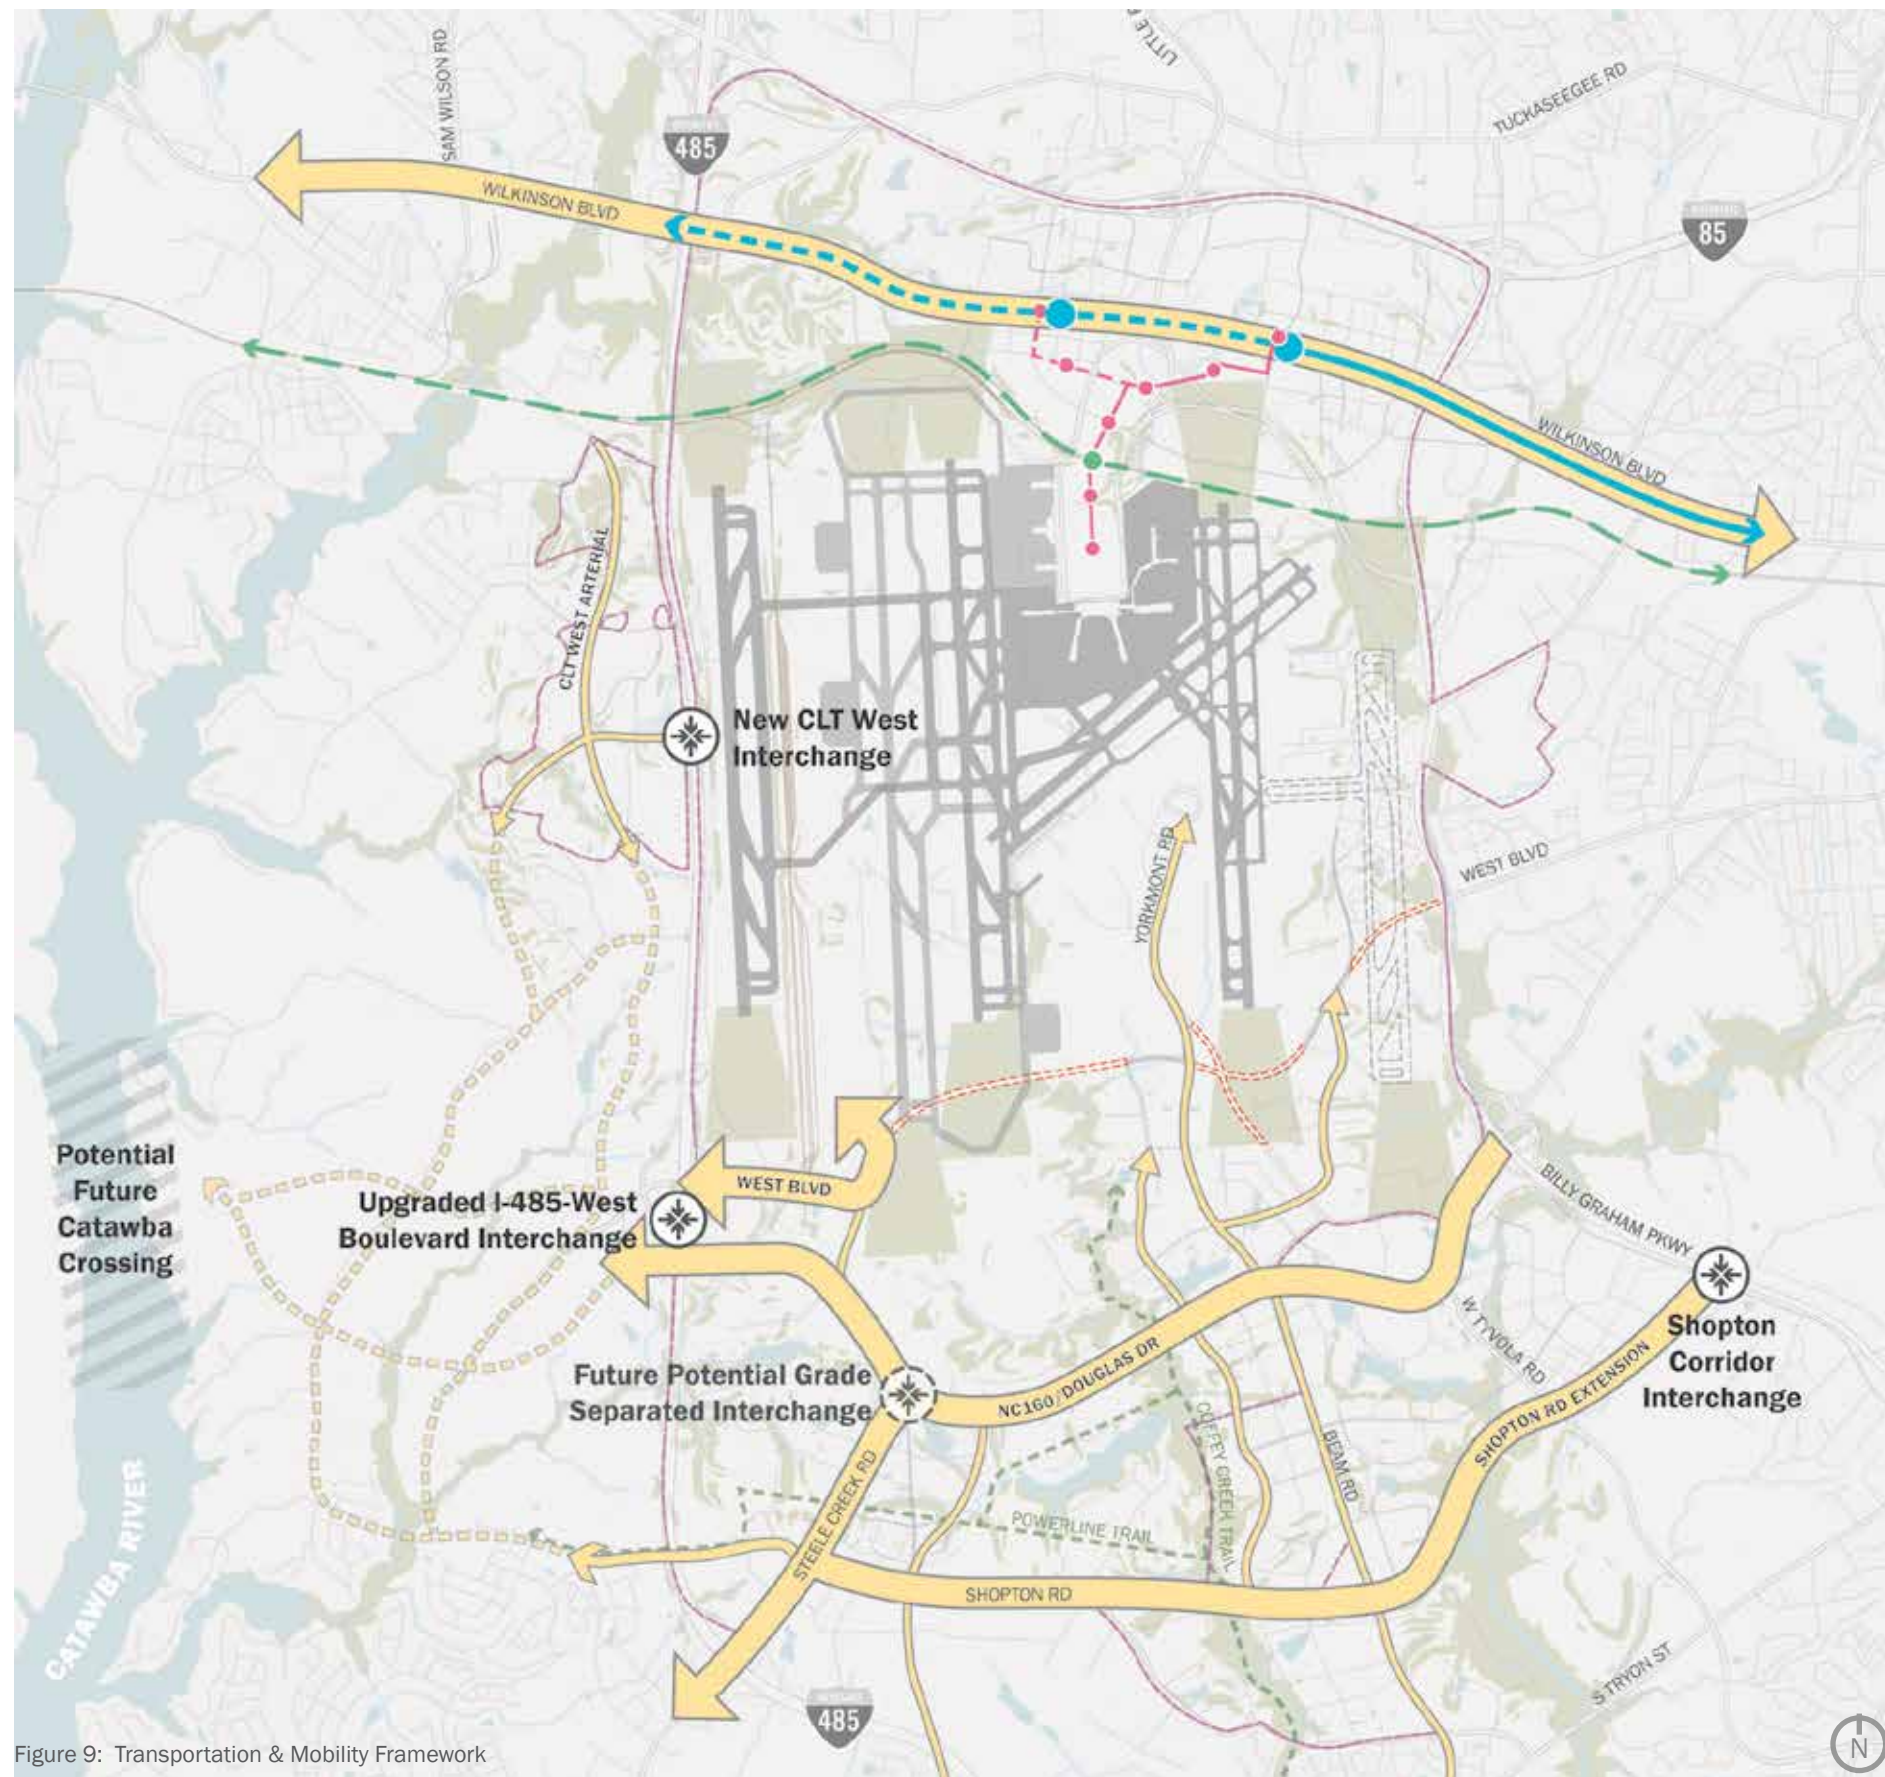 LITTLE
SAM WILSON RD
TUCKASEEGEE RD
485
WILKINSON BLVD
85
WILKINSON BLVD
CLT WEST ARTERIAL
New CLT West
Interchange
YORKMONT RD
WEST BLVD
Potential
Future
Catawba
Crossing
Upgraded I-485-West
Boulevard Interchange
WEST BLVD
BILLY GRAHAM PKWY
W TYVOLA RD
Shopton
Corridor
Interchange
Future Potential Grade
Separated Interchange
NC160/DOUGLAS DR
SHOPTON RD EXTENSION
COFFEY CREEK TRAIL
BEAM RD
STEELE CREEK RD
POWERLINE TRAIL
SHOPTON RD
CATAWBA RIVER
S TRYON ST
485
Figure 9: Transportation & Mobility Framework
N